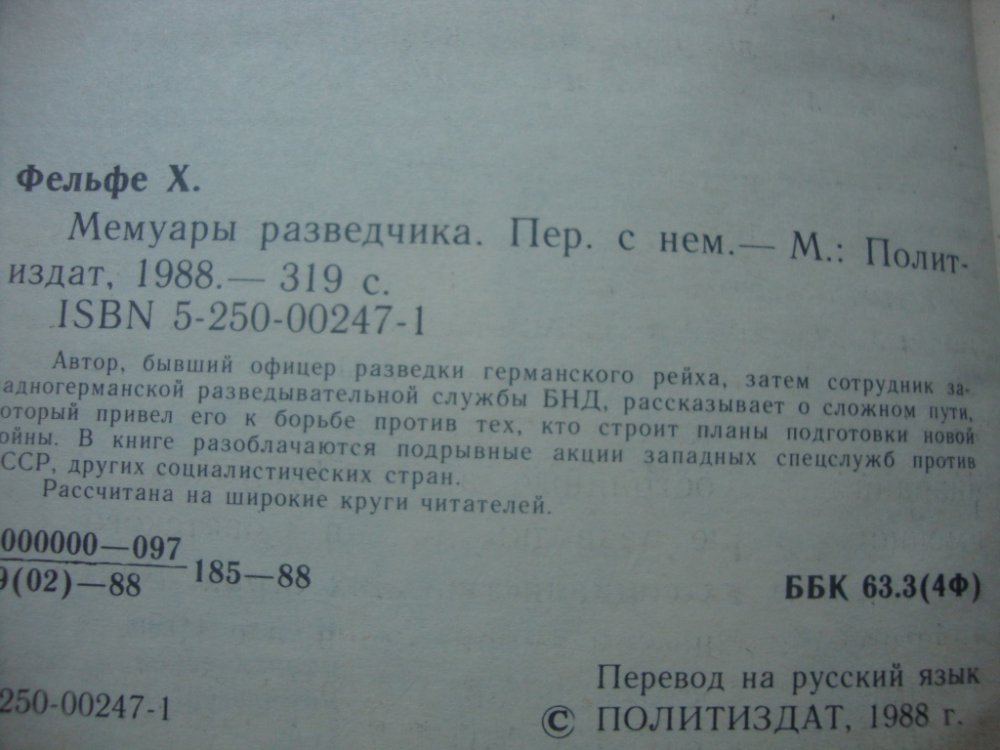 Фельфе Х.
Мемуары разведчика. Пер. с нем.— М.: Полит-
издат, 1988.— 319 с.
ISBN 5-250-00247-1
Автор, бывший офицер разведки германского рейха, затем сотрудник за-
адногерманской разведывательной службы БНД, рассказывает о сложном пути,
оторый привел его к борьбе против тех, кто строит планы подготовки новой
ойны. В книге разоблачаются подрывные акции западных спецслужб против
ССР, других социалистических стран.
Рассчитана на широкие круги читателей.
000000—097
9(02)—88
185—88
ББК 63.3(4Ф)
250-00247-1
Перевод на русский язык
© ПОЛИТИЗДАТ, 1988 г.